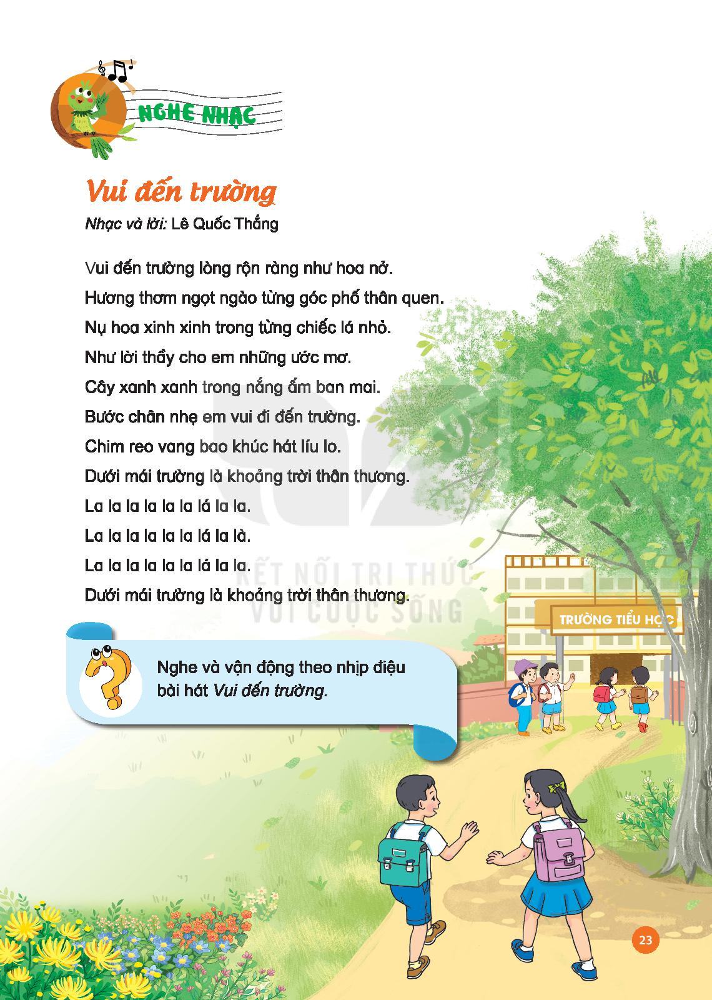 NGHE NHẠC
Vui đến trường
Nhạc và lời: Lê Quốc Thắng
Vui đến trường lòng rộn ràng như hoa nở.
Hương thơm ngọt ngào từng góc phố thân quen.
Nụ hoa xinh xinh trong từng chiếc lá nhỏ.
Như lời thầy cho em những ước mơ.
Cây xanh xanh trong nắng ấm ban mai.
Bước chân nhẹ em vui đi đến trường.
Chim reo vang bao khúc hát líu lo.
Dưới mái trường là khoảng trời thân thương.
La la la la la la lá la la.
La la la la la la lá la là.
La la la la la la lá la la.
KẾT NỐI TRI THỨC
Dưới mái trường là khoảng trời thân thương.
VỚI CUỘC SỐNG
TRƯỜNG TIỂU HỌC
Nghe và vận động theo nhịp điệu
bài hát Vui đến trường.
23